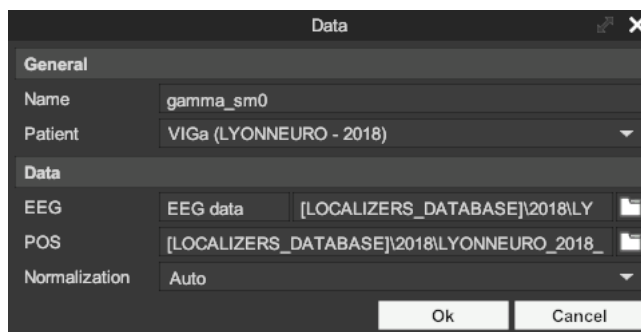 Data
General
Name gamma_sm0
Patient VIGa (LYONNEURO - 2018)
Data
EEG EEG data [LOCALIZERS_DATABASE]\2018\LY
POS [LOCALIZERS_DATABASE]\2018\LYONNEURO_2018_
Normalization Auto
Ok Cancel